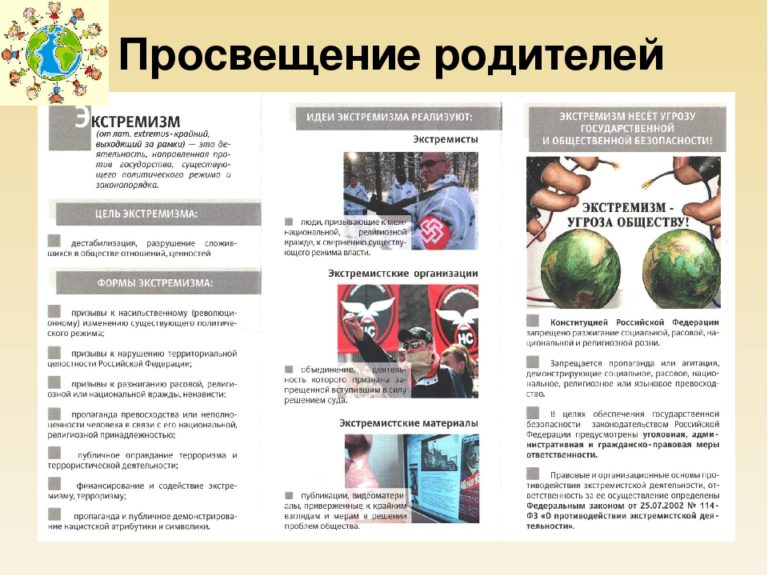 Просвещение родителей
ЭКСТРЕМИЗМ
(от лат. extremus-крайний,
выходящий за рамки) — это де-
ятельность, направленная про-
тив государства, существую-
щего политического режима и
законопорядка.
ЦЕЛЬ ЭКСТРЕМИЗМА:
дестабилизация, разрушение сложив-
шихся в обществе отношений, ценностей
ФОРМЫ ЭКСТРЕМИЗМА:
призывы к насильственному (революци-
онному) изменению существующего политиче-
ского режима;
призывы к нарушению территориальной
целостности Российской Федерации;
призывы к разжиганию расовой, религи-
озной или национальной вражды, ненависти;
пропаганда превосходства или неполно-
ценности человека в связи с его национальной,
религиозной принадлежностью;
публичное оправдание терроризма и
террористической деятельности;
финансирование и содействие экстре-
мизму, терроризму;
пропаганда и публичное демонстрирова-
ние нацистской атрибутики и символики.
ИДЕИ ЭКСТРЕМИЗМА РЕАЛИЗУЮТ:
Экстремисты
люди, призывающие к меж-
национальной, религиозной
вражде, к свержению существу-
ющего режима власти.
Экстремистские организации
НС
НС
объединение, деятель-
ность которого признана за-
прещенной вступившим в силу
решением суда.
Экстремистские материалы
публикации, видеоматери-
алы, приверженные к крайним
взглядам и мерам в решении
проблем общества.
ЭКСТРЕМИЗМ НЕСЁТ УГРОЗУ
ГОСУДАРСТВЕННОЙ
И ОБЩЕСТВЕННОЙ БЕЗОПАСНОСТИ!
ЭКСТРЕМИЗМ -
УГРОЗА ОБЩЕСТВУ!
Конституцией Российской Федерации
запрещено разжигание социальной, расовой, на-
циональной и религиозной розни.
Запрещается пропаганда или агитация,
демонстрирующие социальное, расовое, нацио-
нальное, религиозное или языковое превосход-
ство.
В целях обеспечения государственной
безопасности законодательством Российской
Федерации предусмотрены уголовная, адми-
нистративная и гражданско-правовая меры
ответственности.
Правовые и организационные основы про-
тиводействия экстремистской деятельности, от-
ветственность за ее осуществление определены
Федеральным законом от 25.07.2002 № 114-
ФЗ «О противодействии экстремистской дея-
тельности».